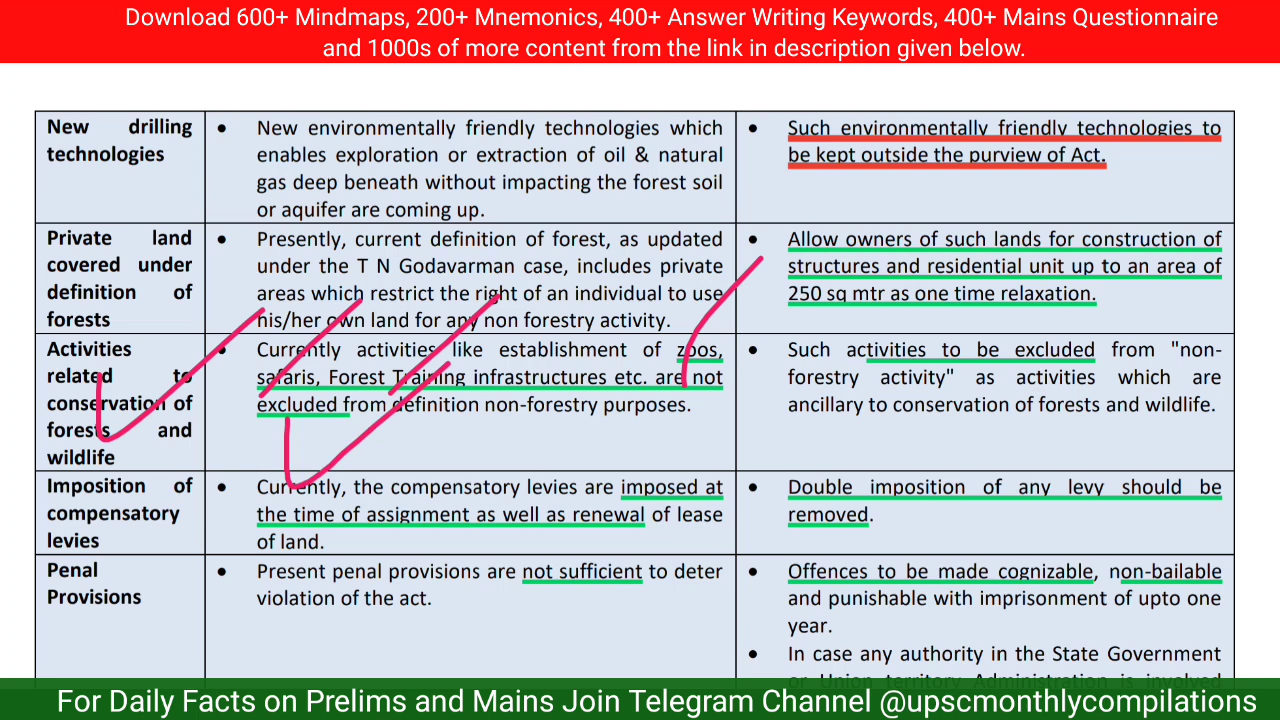 Download 600+ Mindmaps, 200+ Mnemonics, 400+ Answer Writing Keywords, 400+ Mains Questionnaire
and 1000s of more content from the link in description given below.
New drilling
technologies
• New environmentally friendly technologies which
enables exploration or extraction of oil & natural
gas deep beneath without impacting the forest soil
or aquifer are coming up.
• Such environmentally friendly technologies to
be kept outside the purview of Act.
Private land
covered under
definition of
forests
• Presently, current definition of forest, as updated
under the T N Godavarman case, includes private
areas which restrict the right of an individual to use
his/her own land for any non forestry activity.
• Allow owners of such lands for construction of
structures and residential unit up to an area of
250 sq mtr as one time relaxation.
Activities
related to
conservation of
forests and
wildlife
• Currently activities like establishment of zoos,
safaris, Forest Training infrastructures etc. are not
excluded from definition non-forestry purposes.
• Such activities to be excluded from "non-
forestry activity" as activities which are
ancillary to conservation of forests and wildlife.
Imposition of
compensatory
levies
• Currently, the compensatory levies are imposed at
the time of assignment as well as renewal of lease
of land.
• Double imposition of any levy should be
removed.
Penal
Provisions
• Present penal provisions are not sufficient to deter
violation of the act.
• Offences to be made cognizable, non-bailable
and punishable with imprisonment of upto one
year.
• In case any authority in the State Government
or Union territory Administration is involved
For Daily Facts on Prelims and Mains Join Telegram Channel @upscmonthlycompilations